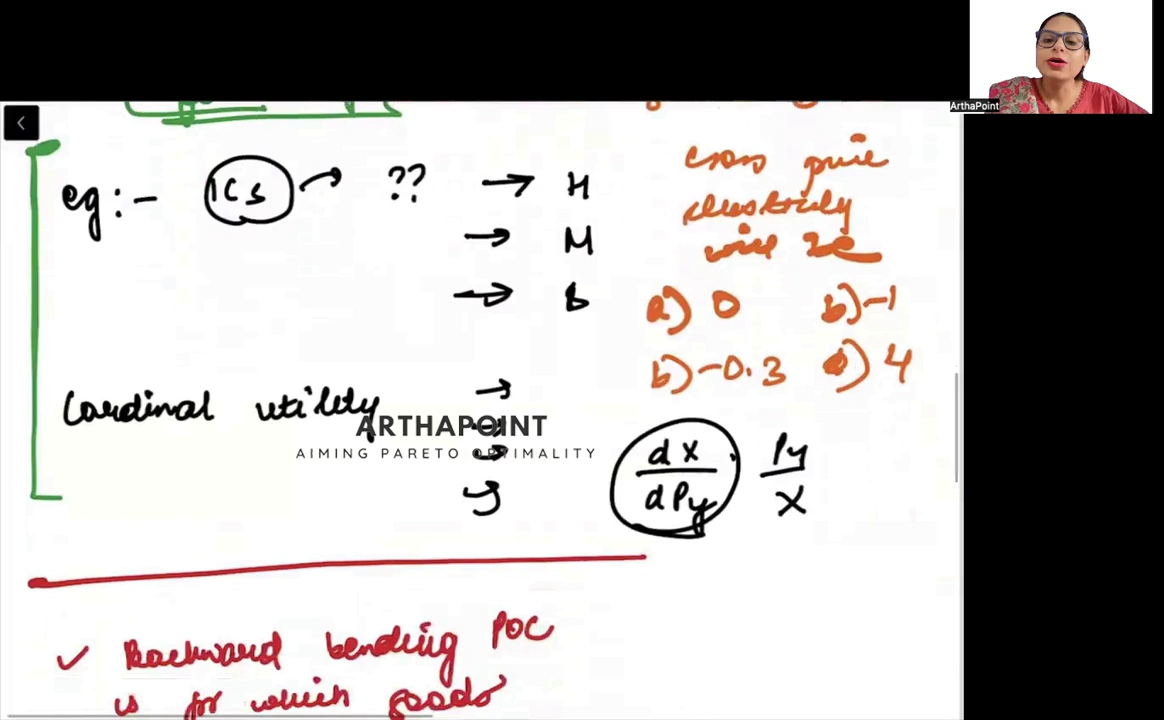 ArthaPoint
eg:- ICs → ?? → H
→ M
→ B
Cardinal utility →
ARTHAPOINT
AIMING PARETO OPTIMALITY
cross price
elasticity
will be
a) 0 b) -1
b) -0.3 c) 4
dX/dPy . Py/X
✓ Backward bending POC
is for which goods